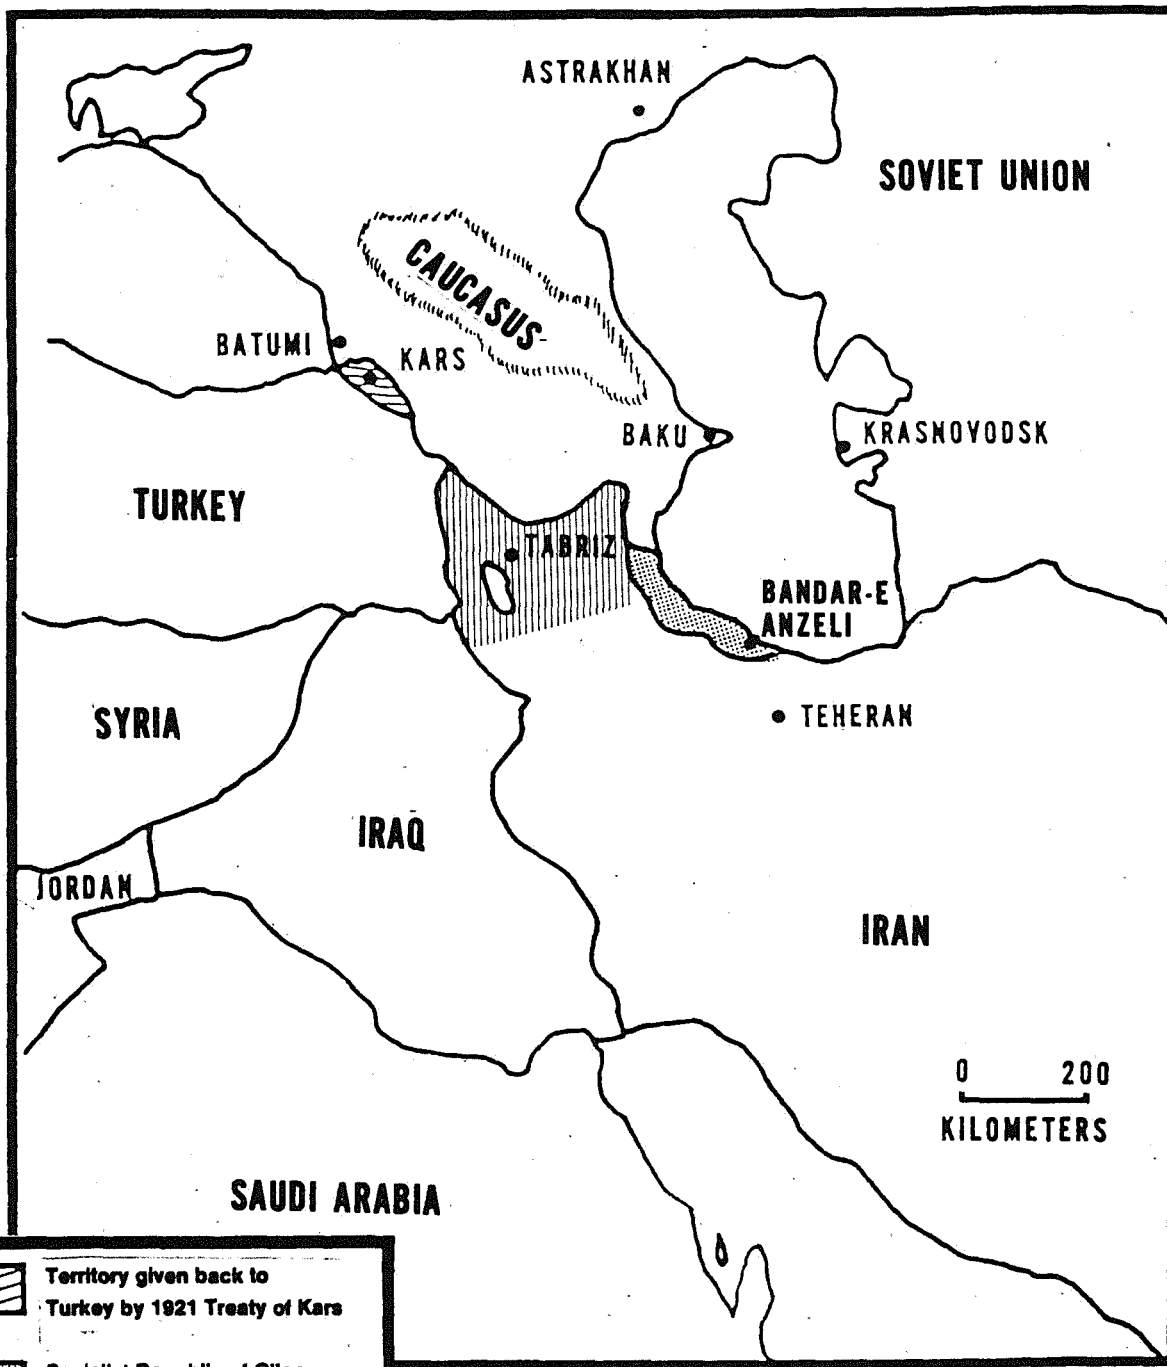 ASTRAKHAN
SOVIET UNION
CAUCASUS
BATUMI
KARS
BAKU
KRASNOVODSK
TURKEY
TABRIZ
BANDAR-E
ANZELI
TEHERAN
SYRIA
IRAQ
JORDAN
IRAN
0 200
KILOMETERS
SAUDI ARABIA
Territory given back to
Turkey by 1921 Treaty of Kars